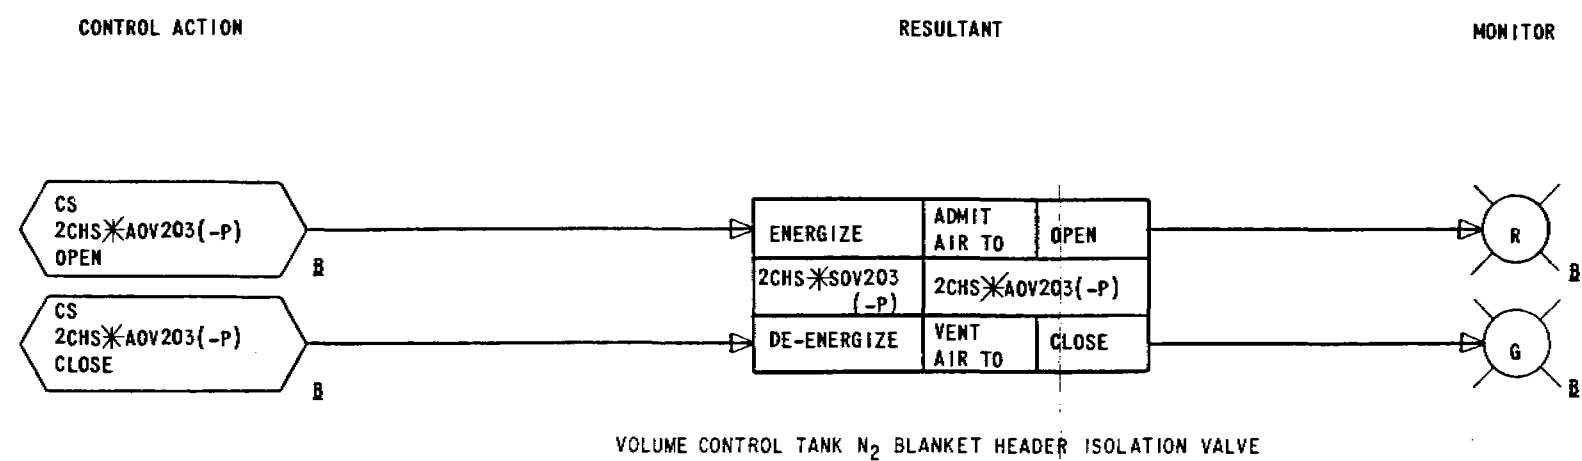 CONTROL ACTION
RESULTANT
MONITOR
CS
2CHS*AOV203(-P)
OPEN
B
ENERGIZE
ADMIT
AIR TO
OPEN
R
B
2CHS*SOV203
(-P)
2CHS*AOV203(-P)
CS
2CHS*AOV203(-P)
CLOSE
B
DE-ENERGIZE
VENT
AIR TO
CLOSE
G
B
VOLUME CONTROL TANK N₂ BLANKET HEADER ISOLATION VALVE